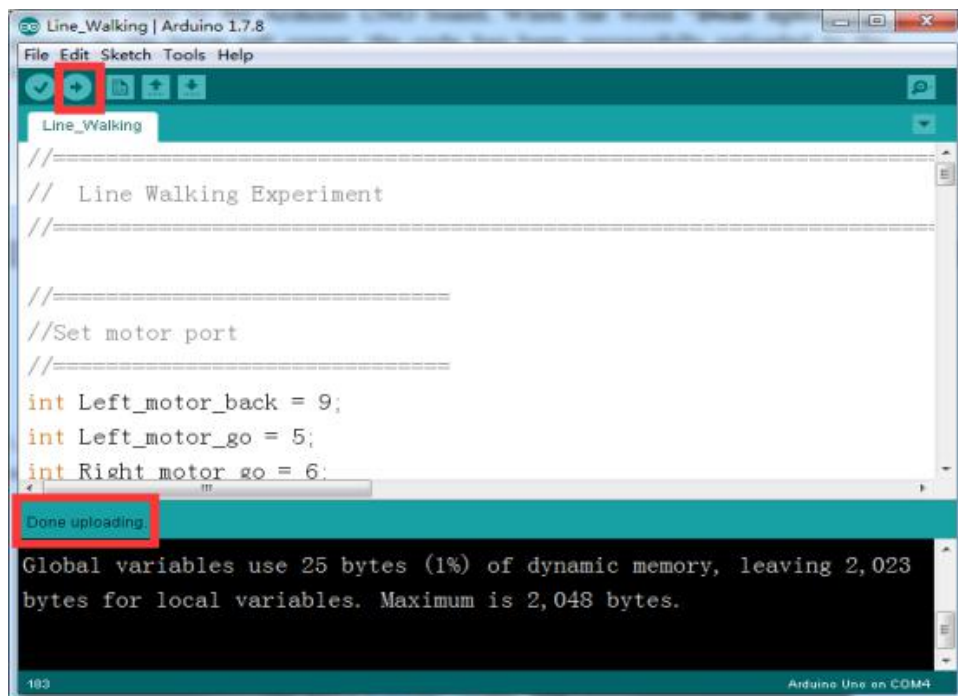 Line_Walking | Arduino 1.7.8
File Edit Sketch Tools Help
Line_Walking
//============================================================
// Line Walking Experiment
//============================================================
//==============================
//Set motor port
//==============================
int Left_motor_back = 9;
int Left_motor_go = 5;
int Right_motor_go = 6;
Done uploading.
Global variables use 25 bytes (1%) of dynamic memory, leaving 2,023
bytes for local variables. Maximum is 2,048 bytes.
183
Arduino Uno on COM4